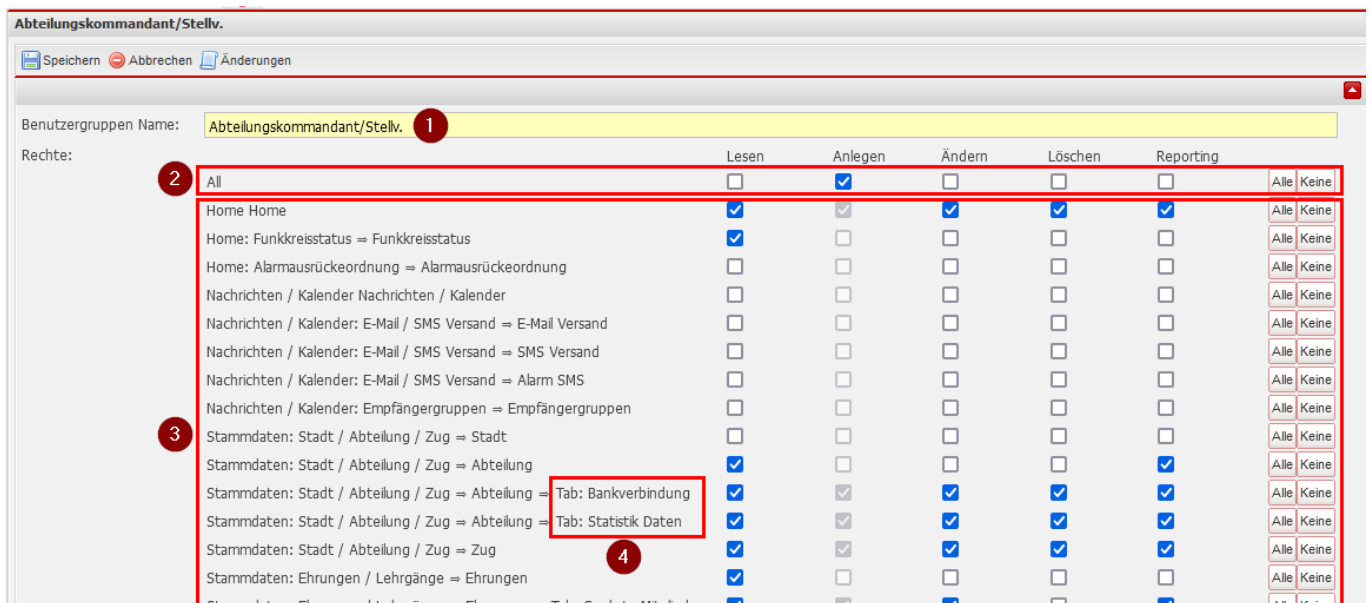 Abteilungskommandant/Stellv.
Speichern Abbrechen Änderungen
Benutzergruppen Name: Abteilungskommandant/Stellv. 1
Rechte: Lesen Anlegen Ändern Löschen Reporting
2 All Alle Keine
Home Home Alle Keine
Home: Funkkreisstatus ⇒ Funkkreisstatus Alle Keine
Home: Alarmausrückeordnung ⇒ Alarmausrückeordnung Alle Keine
Nachrichten / Kalender Nachrichten / Kalender Alle Keine
Nachrichten / Kalender: E-Mail / SMS Versand ⇒ E-Mail Versand Alle Keine
Nachrichten / Kalender: E-Mail / SMS Versand ⇒ SMS Versand Alle Keine
Nachrichten / Kalender: E-Mail / SMS Versand ⇒ Alarm SMS Alle Keine
Nachrichten / Kalender: Empfängergruppen ⇒ Empfängergruppen Alle Keine
3 Stammdaten: Stadt / Abteilung / Zug ⇒ Stadt Alle Keine
Stammdaten: Stadt / Abteilung / Zug ⇒ Abteilung Alle Keine
Stammdaten: Stadt / Abteilung / Zug ⇒ Abteilung ⇒ Tab: Bankverbindung Alle Keine
Stammdaten: Stadt / Abteilung / Zug ⇒ Abteilung ⇒ Tab: Statistik Daten Alle Keine
Stammdaten: Stadt / Abteilung / Zug ⇒ Zug 4 Alle Keine
Stammdaten: Ehrungen / Lehrgänge ⇒ Ehrungen Alle Keine